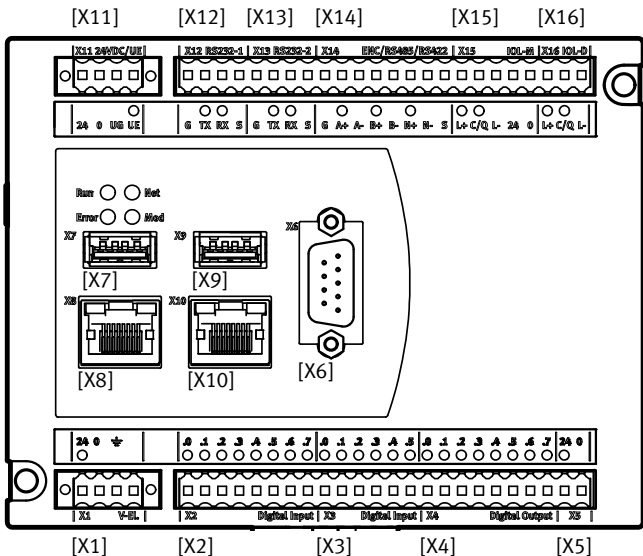 [X11] [X12] [X13] [X14] [X15] [X16]
X11 24VDC/UE X12 RS232-1 X13 RS232-2 X14 ENC/RS485/RS422 X15 IOL-M X16 IOL-D
24 0 UG UE G TX RX S G TX RX S G A+ A- B+ B- N+ N- S L+ C/Q L- 24 0 L+ C/Q L-
Run Net
Error Mod
X6
X7 X9
[X7] [X9]
X8 X10
[X8] [X10] [X6]
24 0 .0 .1 .2 .3 .4 .5 .6 .7 .0 .1 .2 .3 .4 .5 .0 .1 .2 .3 .4 .5 .6 .7 24 0
X1 V-EL X2 Digital Input X3 Digital Input X4 Digital Output X5
[X1] [X2] [X3] [X4] [X5]